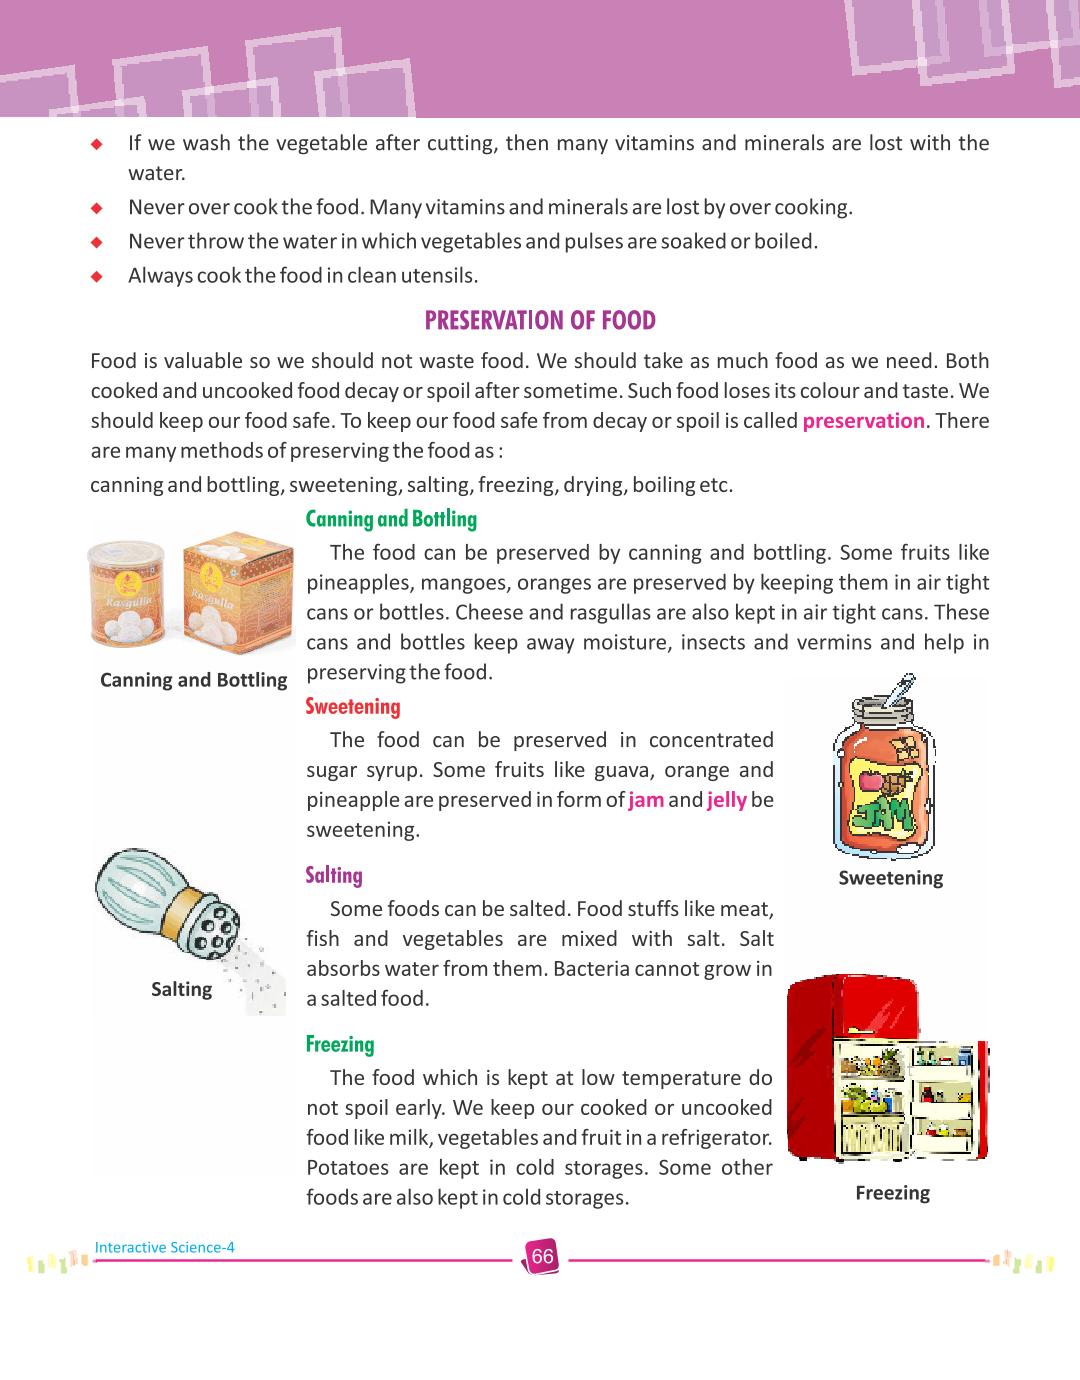 If we wash the vegetable after cutting, then many vitamins and minerals are lost with the
water.
Never over cook the food. Many vitamins and minerals are lost by over cooking.
Never throw the water in which vegetables and pulses are soaked or boiled.
Always cook the food in clean utensils.
PRESERVATION OF FOOD
Food is valuable so we should not waste food. We should take as much food as we need. Both
cooked and uncooked food decay or spoil after sometime. Such food loses its colour and taste. We
should keep our food safe. To keep our food safe from decay or spoil is called preservation. There
are many methods of preserving the food as :
canning and bottling, sweetening, salting, freezing, drying, boiling etc.
Canning and Bottling
The food can be preserved by canning and bottling. Some fruits like
pineapples, mangoes, oranges are preserved by keeping them in air tight
cans or bottles. Cheese and rasgullas are also kept in air tight cans. These
cans and bottles keep away moisture, insects and vermins and help in
preserving the food.
Rasgulla
Rasgulla
Canning and Bottling
Sweetening
The food can be preserved in concentrated
sugar syrup. Some fruits like guava, orange and
pineapple are preserved in form of jam and jelly be
sweetening.
JAM
Sweetening
Salting
Some foods can be salted. Food stuffs like meat,
fish and vegetables are mixed with salt. Salt
absorbs water from them. Bacteria cannot grow in
a salted food.
Salting
Freezing
The food which is kept at low temperature do
not spoil early. We keep our cooked or uncooked
food like milk, vegetables and fruit in a refrigerator.
Potatoes are kept in cold storages. Some other
foods are also kept in cold storages.
Freezing
Interactive Science-4
66